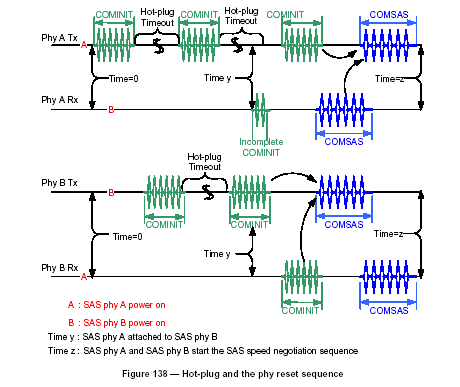 Hot-plug
Timeout
Hot-plug
Timeout
COMINIT
COMINIT
COMINIT
COMSAS
Phy A Tx
A
Time=0
Time y
Time=z
Phy A Rx
B
Incomplete
COMINIT
COMSAS
Hot-plug
Timeout
Phy B Tx
B
COMINIT
COMINIT
COMSAS
Time=0
Time y
Time=z
Phy B Rx
A
COMINIT
COMSAS
A : SAS phy A power on
B : SAS phy B power on
Time y : SAS phy A attached to SAS phy B
Time z : SAS phy A and SAS phy B start the SAS speed negotiation sequence
Figure 138 — Hot-plug and the phy reset sequence